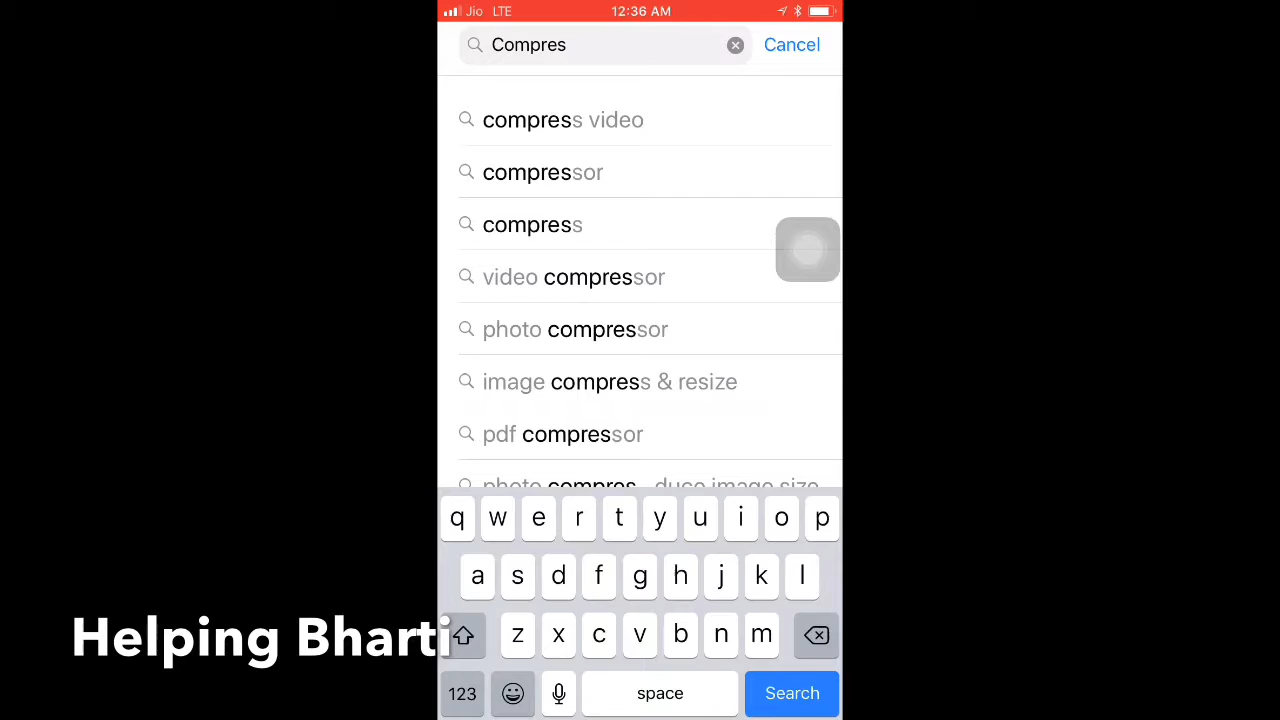 Jio LTE 12:36 AM
Compres Cancel
compress video
compressor
compress
video compressor
photo compressor
image compress & resize
pdf compressor
photo compres duce image size
q w e r t y u i o p
a s d f g h j k l
z x c v b n m
Helping Bharti
123 space Search